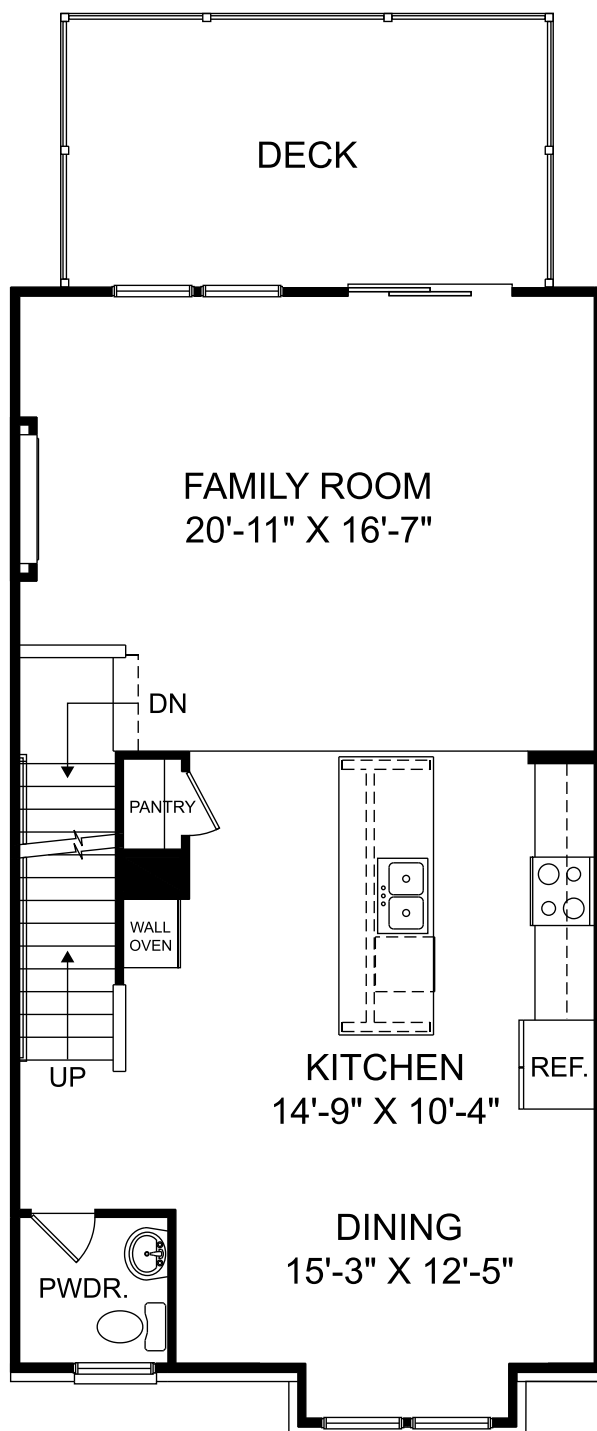 DECK
FAMILY ROOM
20'-11" X 16'-7"
DN
PANTRY
WALL
OVEN
UP
KITCHEN
14'-9" X 10'-4"
REF.
DINING
15'-3" X 12'-5"
PWDR.